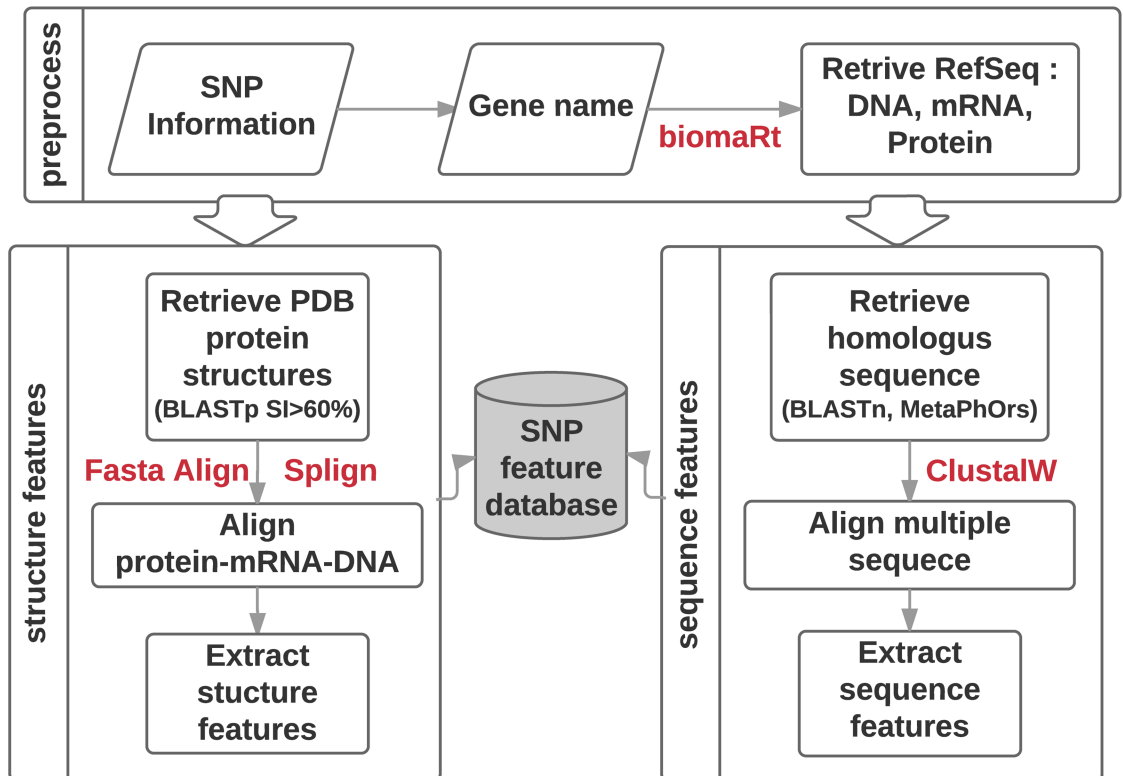 preprocess
SNP
Information
Gene name
biomaRt
Retrive RefSeq :
DNA, mRNA,
Protein
structure features
Retrieve PDB
protein
structures
(BLASTp SI>60%)
Fasta Align
Splign
Align
protein-mRNA-DNA
Extract
stucture
features
SNP
feature
database
sequence features
Retrieve
homologus
sequence
(BLASTn, MetaPhOrs)
ClustalW
Align multiple
sequece
Extract
sequence
features